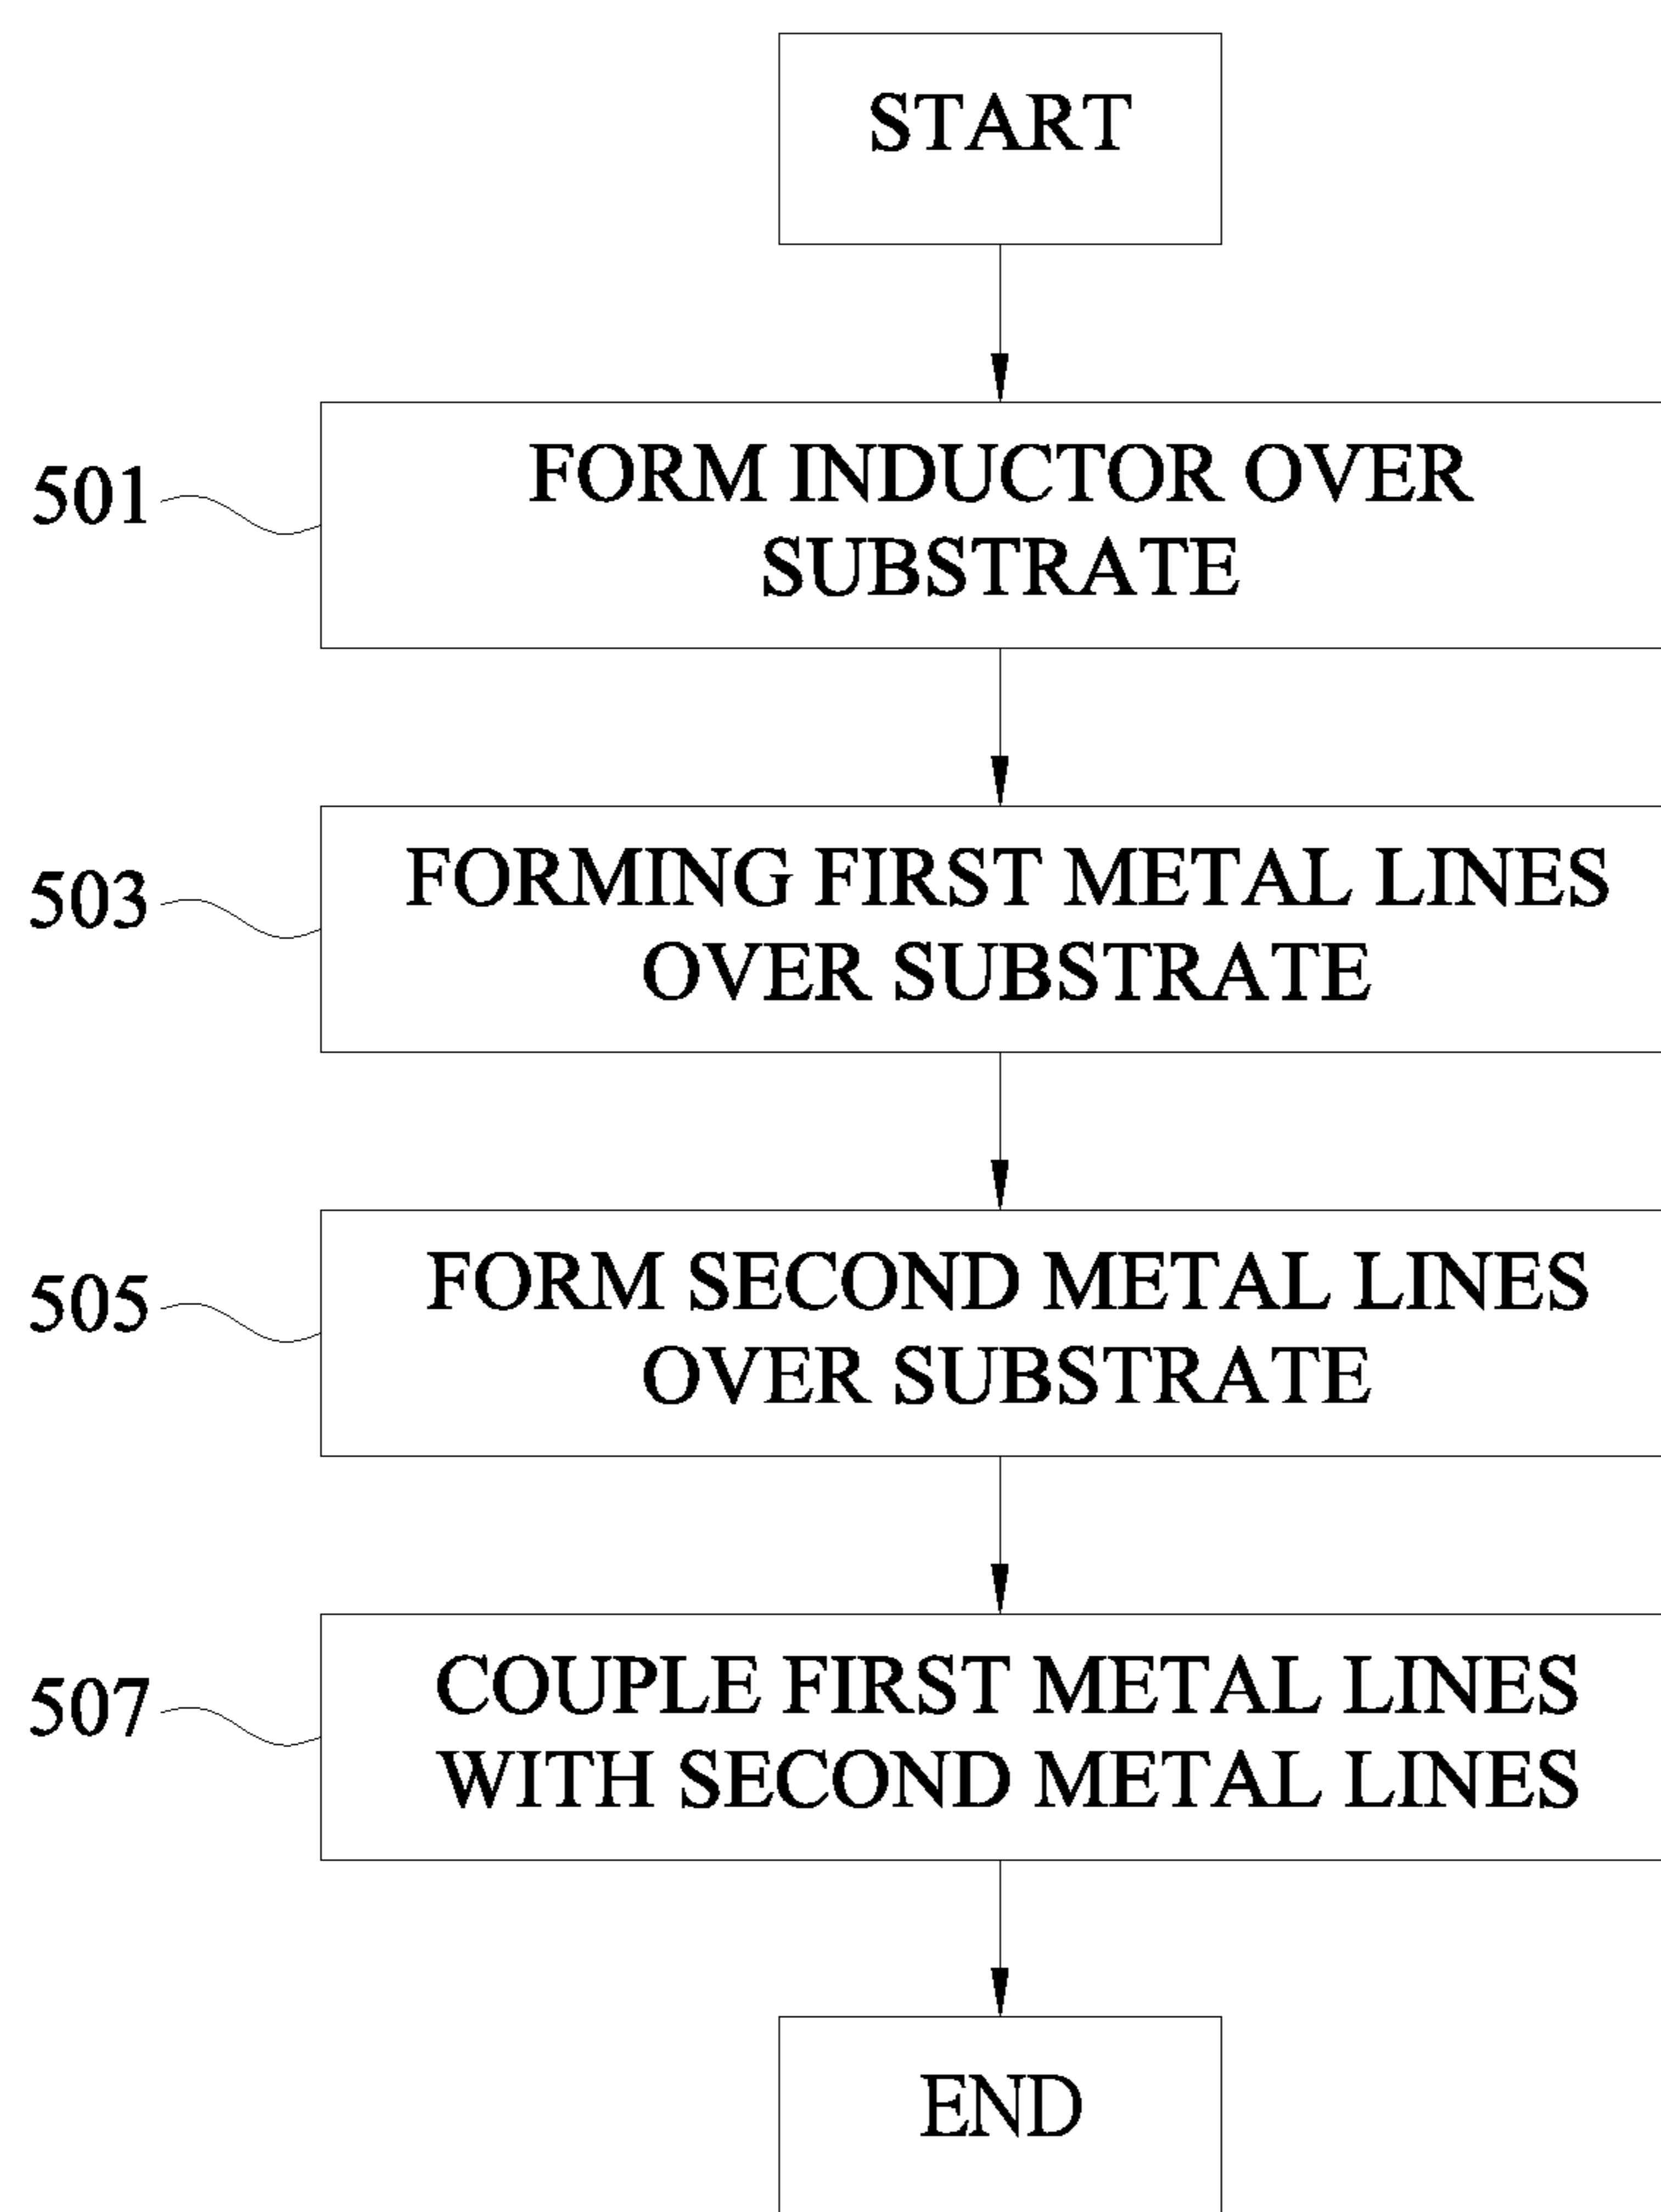 START
501
FORM INDUCTOR OVER
SUBSTRATE
503
FORMING FIRST METAL LINES
OVER SUBSTRATE
505
FORM SECOND METAL LINES
OVER SUBSTRATE
507
COUPLE FIRST METAL LINES
WITH SECOND METAL LINES
END